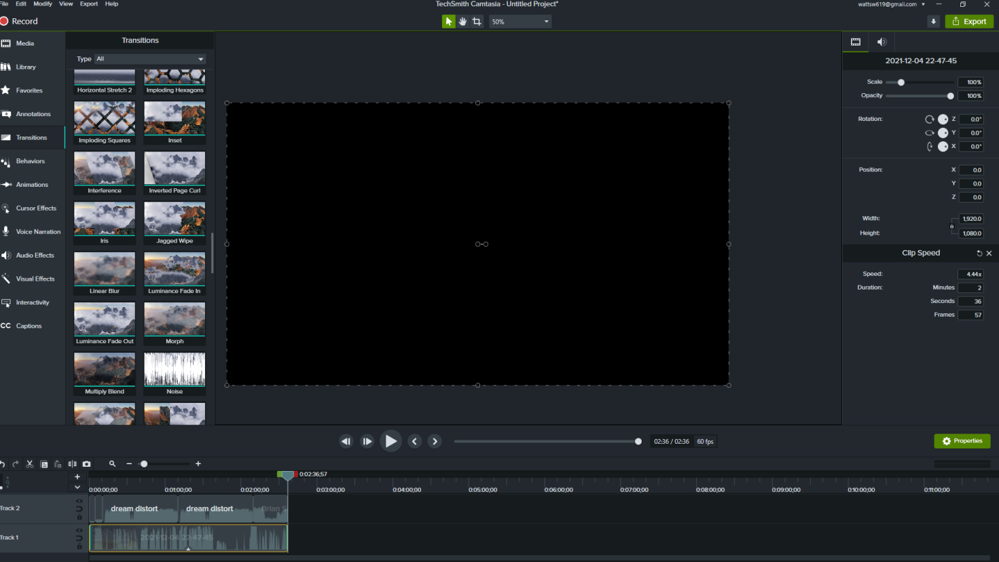 File Edit Modify View Export Help
TechSmith Camtasia - Untitled Project*
wattsw619@gmail.com
Record
50%
Export
Media
Library
Favorites
Annotations
Transitions
Behaviors
Animations
Cursor Effects
Voice Narration
Audio Effects
Visual Effects
Interactivity
CC Captions
Transitions
Type All
Horizontal Stretch 2 Imploding Hexagons
Imploding Squares Inset
Interference Inverted Page Curl
Iris Jagged Wipe
Linear Blur Luminance Fade In
Luminance Fade Out Morph
Multiply Blend Noise
2021-12-04 22-47-45
Scale 100%
Opacity 100%
Rotation: Z 0.0°
Y 0.0°
X 0.0°
Position: X 0.0
Y 0.0
Z 0.0
Width: 1,920.0
Height: 1,080.0
Clip Speed
Speed: 4.44x
Duration: Minutes 2
Seconds 36
Frames 57
02:36 / 02:36 60 fps
Properties
0:02:36;57
0:00:00;00 0:01:00;00 0:02:00;00 0:03:00;00 0:04:00;00 0:05:00;00 0:06:00;00 0:07:00;00 0:08:00;00 0:09:00;00 0:10:00;00 0:11:00;00
Track 2 dream distort dream distort Brian S
Track 1 2021-12-04 22-47-45